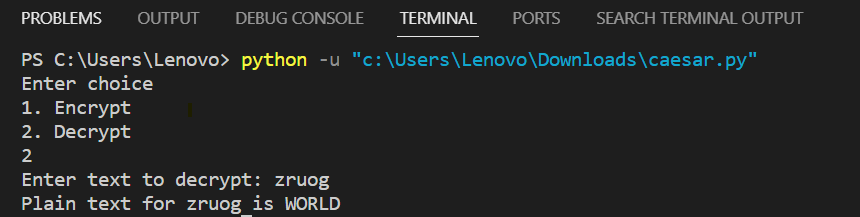 PROBLEMS OUTPUT DEBUG CONSOLE TERMINAL PORTS SEARCH TERMINAL OUTPUT
PS C:\Users\Lenovo> python -u "c:\Users\Lenovo\Downloads\caesar.py"
Enter choice
1. Encrypt
2. Decrypt
2
Enter text to decrypt: zruog
Plain text for zruog is WORLD